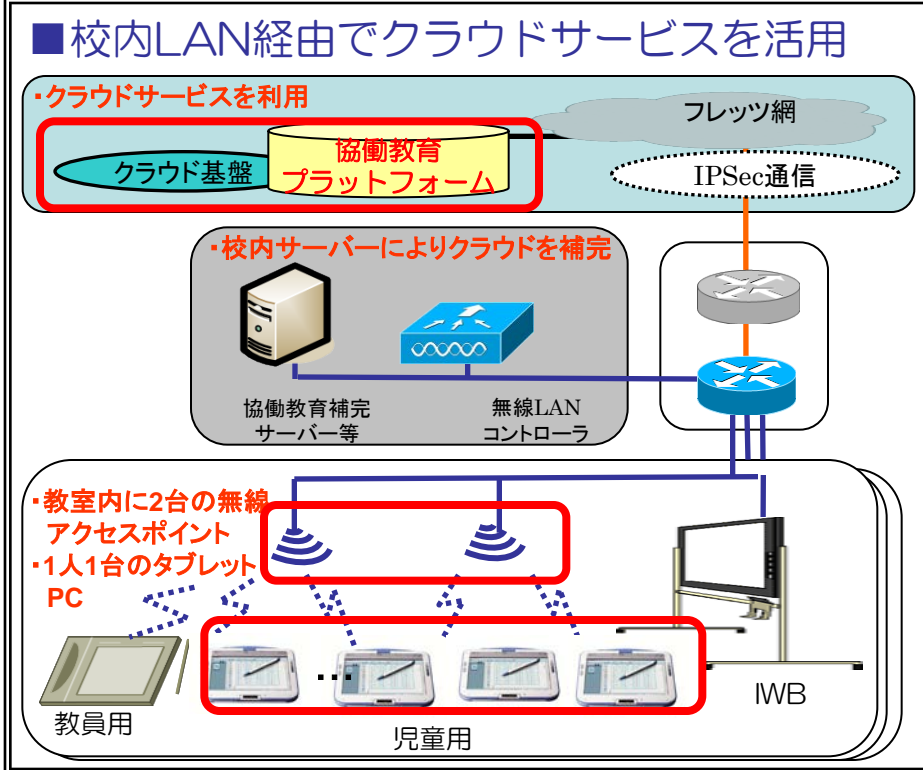 ■校内LAN経由でクラウドサービスを活用
・クラウドサービスを利用
フレッツ網
協働教育
プラットフォーム
クラウド基盤
IPSec通信
・校内サーバーによりクラウドを補完
協働教育補完
サーバー等
無線LAN
コントローラ
・教室内に2台の無線
アクセスポイント
・1人1台のタブレット
PC
…
教員用
児童用
IWB